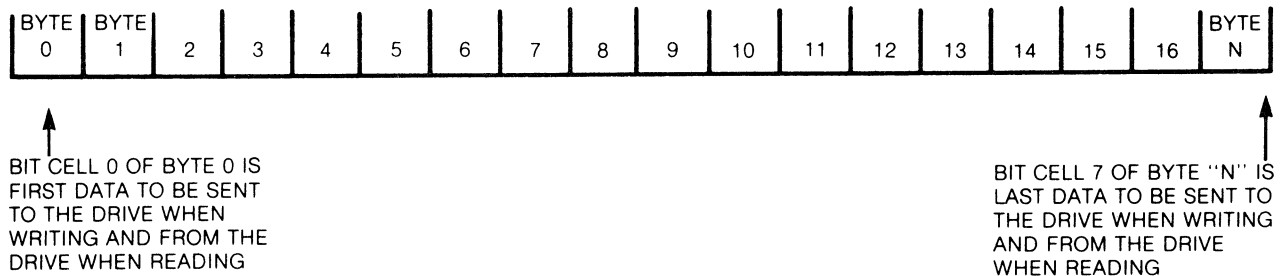 BYTE BYTE BYTE
0 1 2 3 4 5 6 7 8 9 10 11 12 13 14 15 16 N
BIT CELL 0 OF BYTE 0 IS
FIRST DATA TO BE SENT
TO THE DRIVE WHEN
WRITING AND FROM THE
DRIVE WHEN READING
BIT CELL 7 OF BYTE "N" IS
LAST DATA TO BE SENT TO
THE DRIVE WHEN WRITING
AND FROM THE DRIVE
WHEN READING